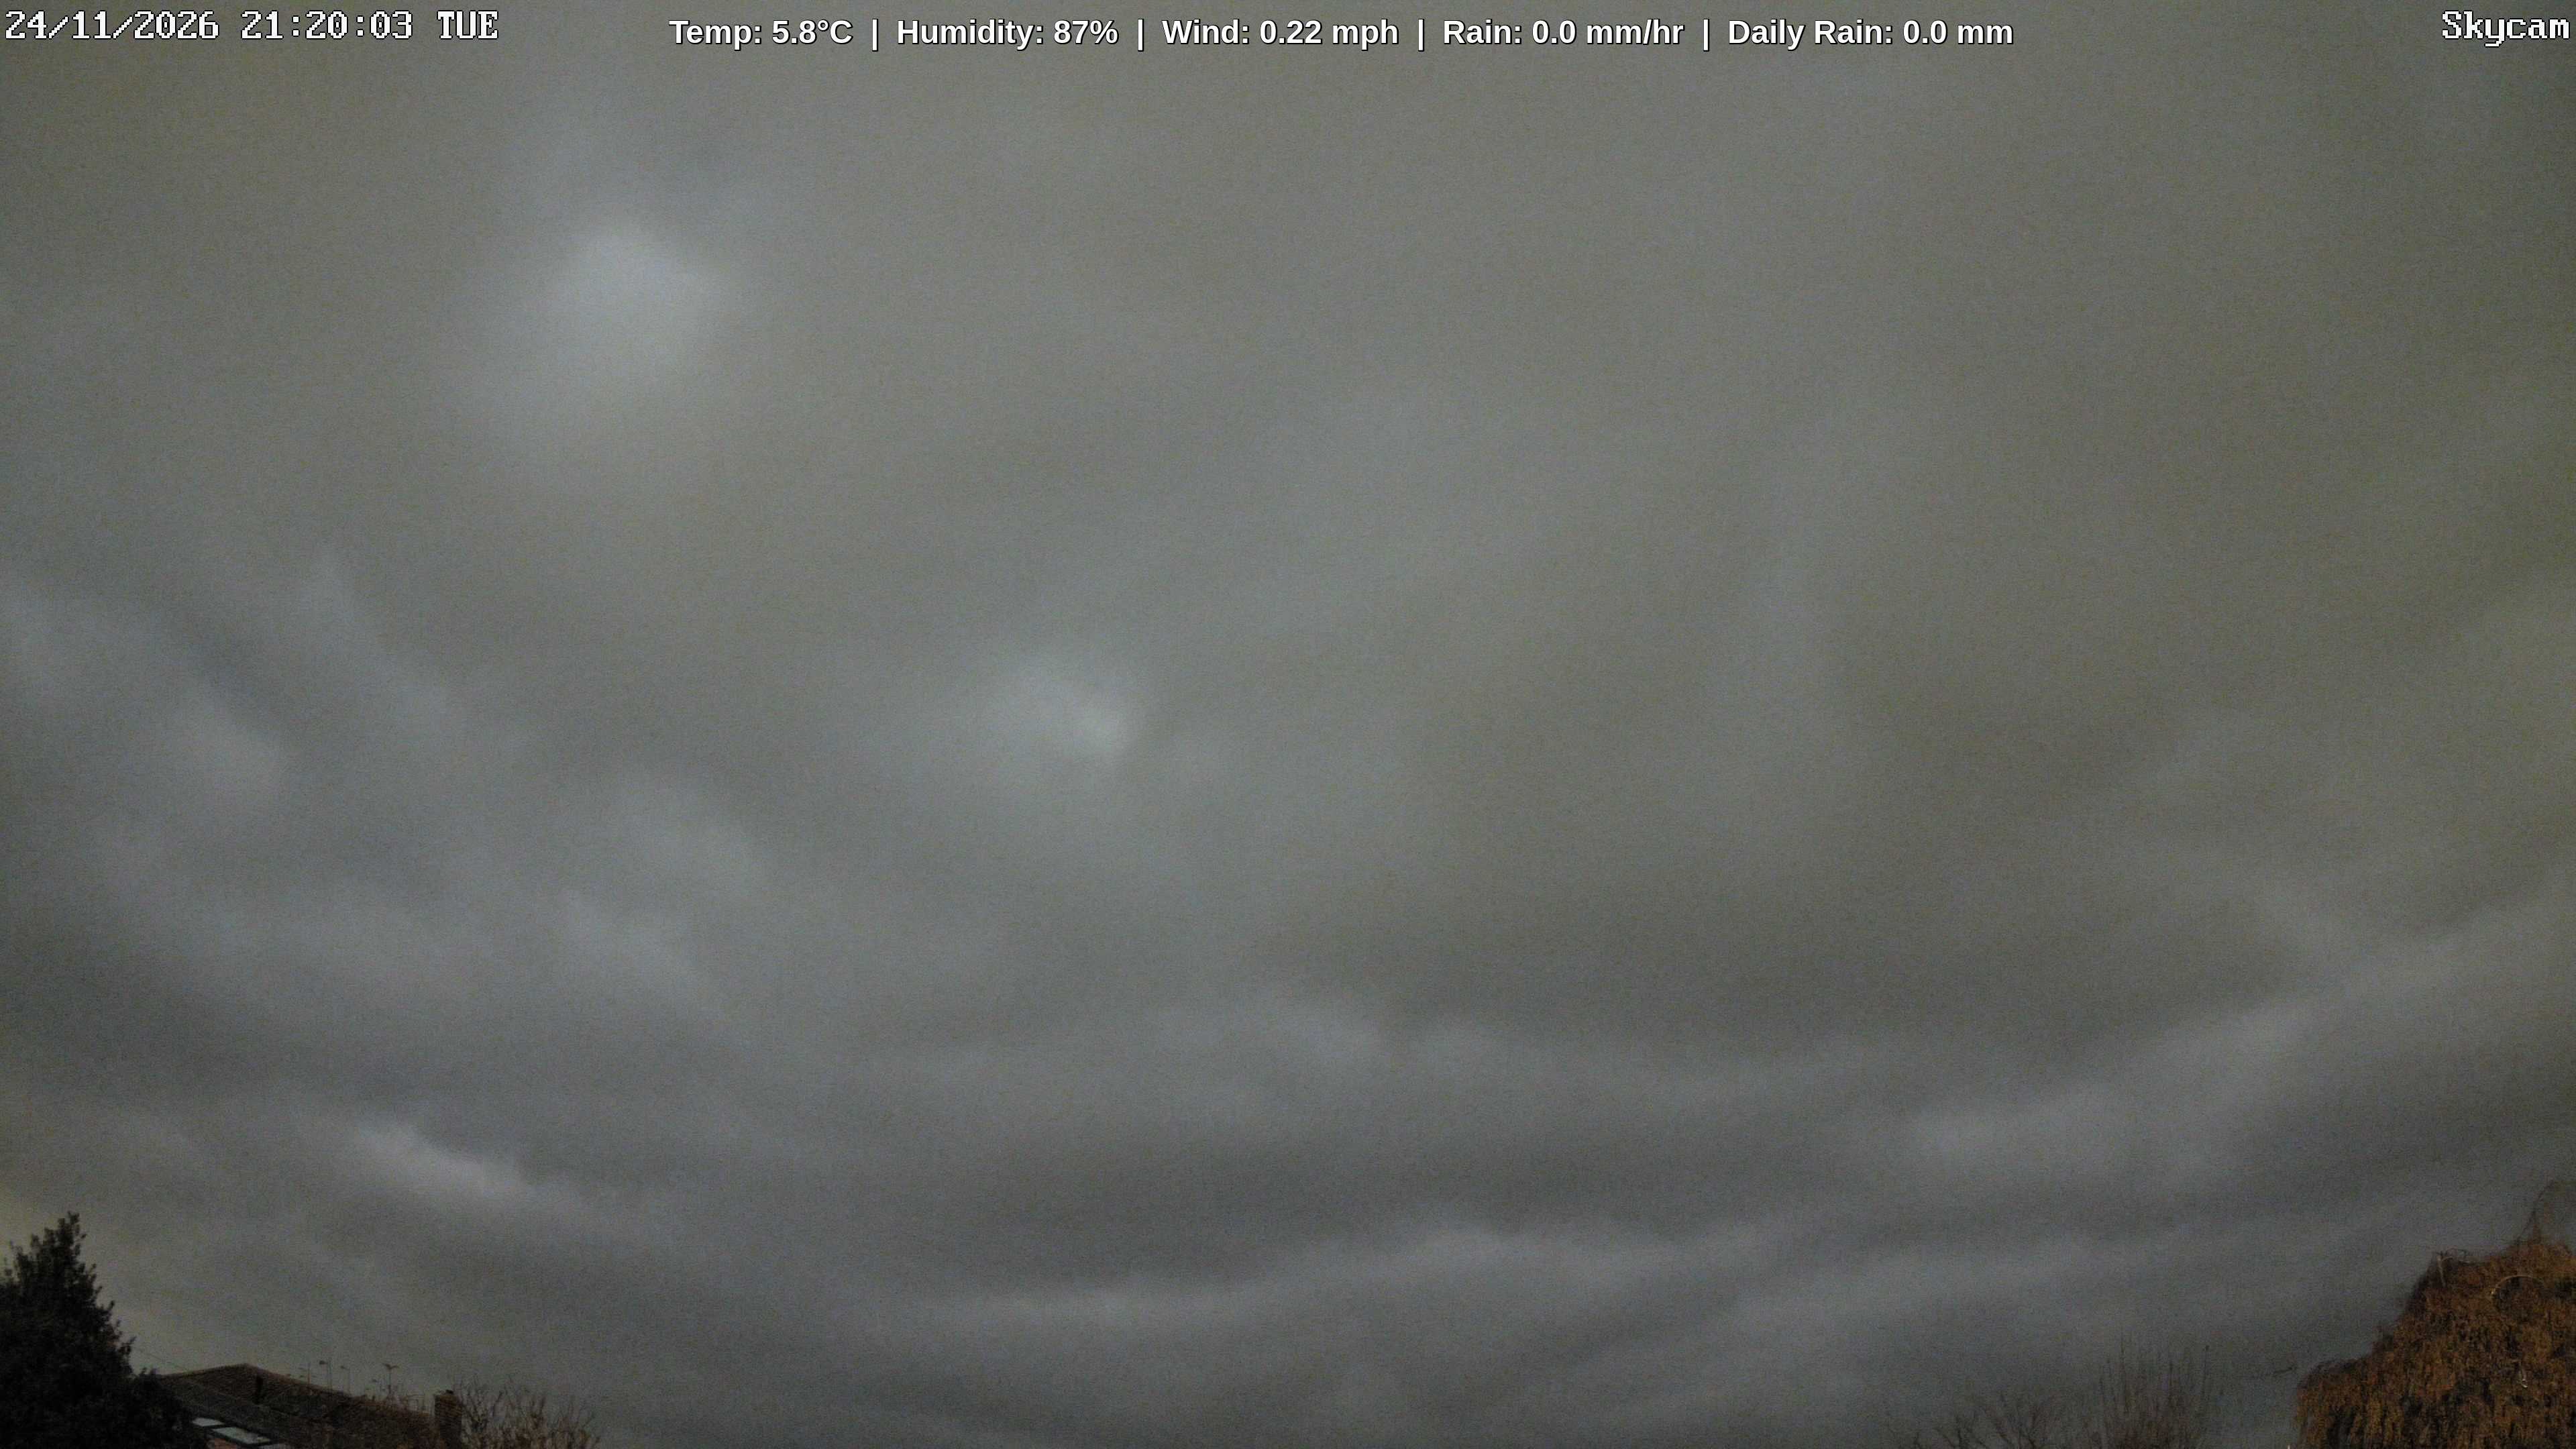 24/11/2026 21:20:03 TUE
Temp: 5.8°C | Humidity: 87% | Wind: 0.22 mph | Rain: 0.0 mm/hr | Daily Rain: 0.0 mm
Skycam